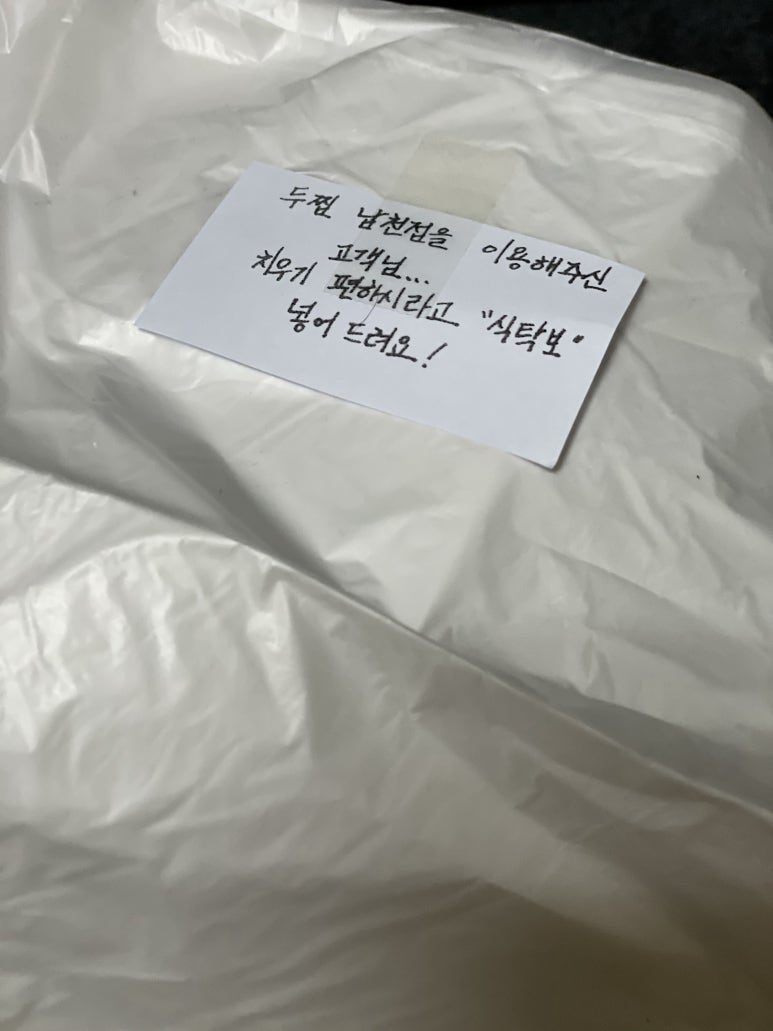 두찜 남천점을 이용해주신
고객님...
치우기 편하시라고 "식탁보"
넣어 드려요!